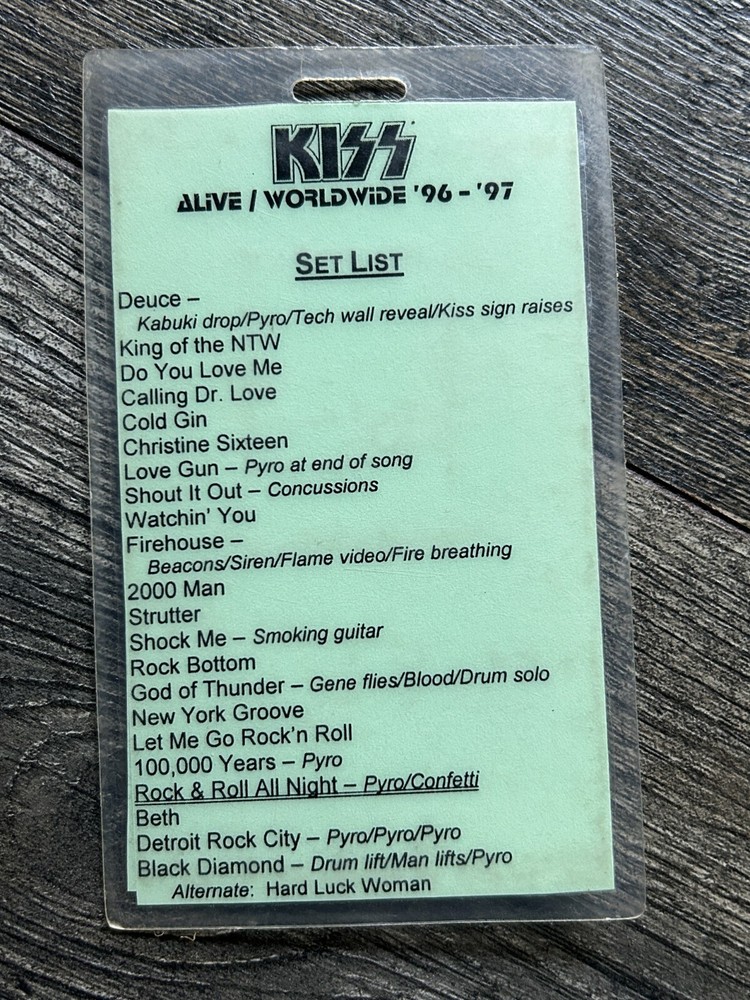 KISS
ALIVE / WORLDWIDE '96 - '97
SET LIST
Deuce –
Kabuki drop/Pyro/Tech wall reveal/Kiss sign raises
King of the NTW
Do You Love Me
Calling Dr. Love
Cold Gin
Christine Sixteen
Love Gun – Pyro at end of song
Shout It Out – Concussions
Watchin' You
Firehouse –
Beacons/Siren/Flame video/Fire breathing
2000 Man
Strutter
Shock Me – Smoking guitar
Rock Bottom
God of Thunder – Gene flies/Blood/Drum solo
New York Groove
Let Me Go Rock'n Roll
100,000 Years – Pyro
Rock & Roll All Night – Pyro/Confetti
Beth
Detroit Rock City – Pyro/Pyro/Pyro
Black Diamond – Drum lift/Man lifts/Pyro
Alternate: Hard Luck Woman